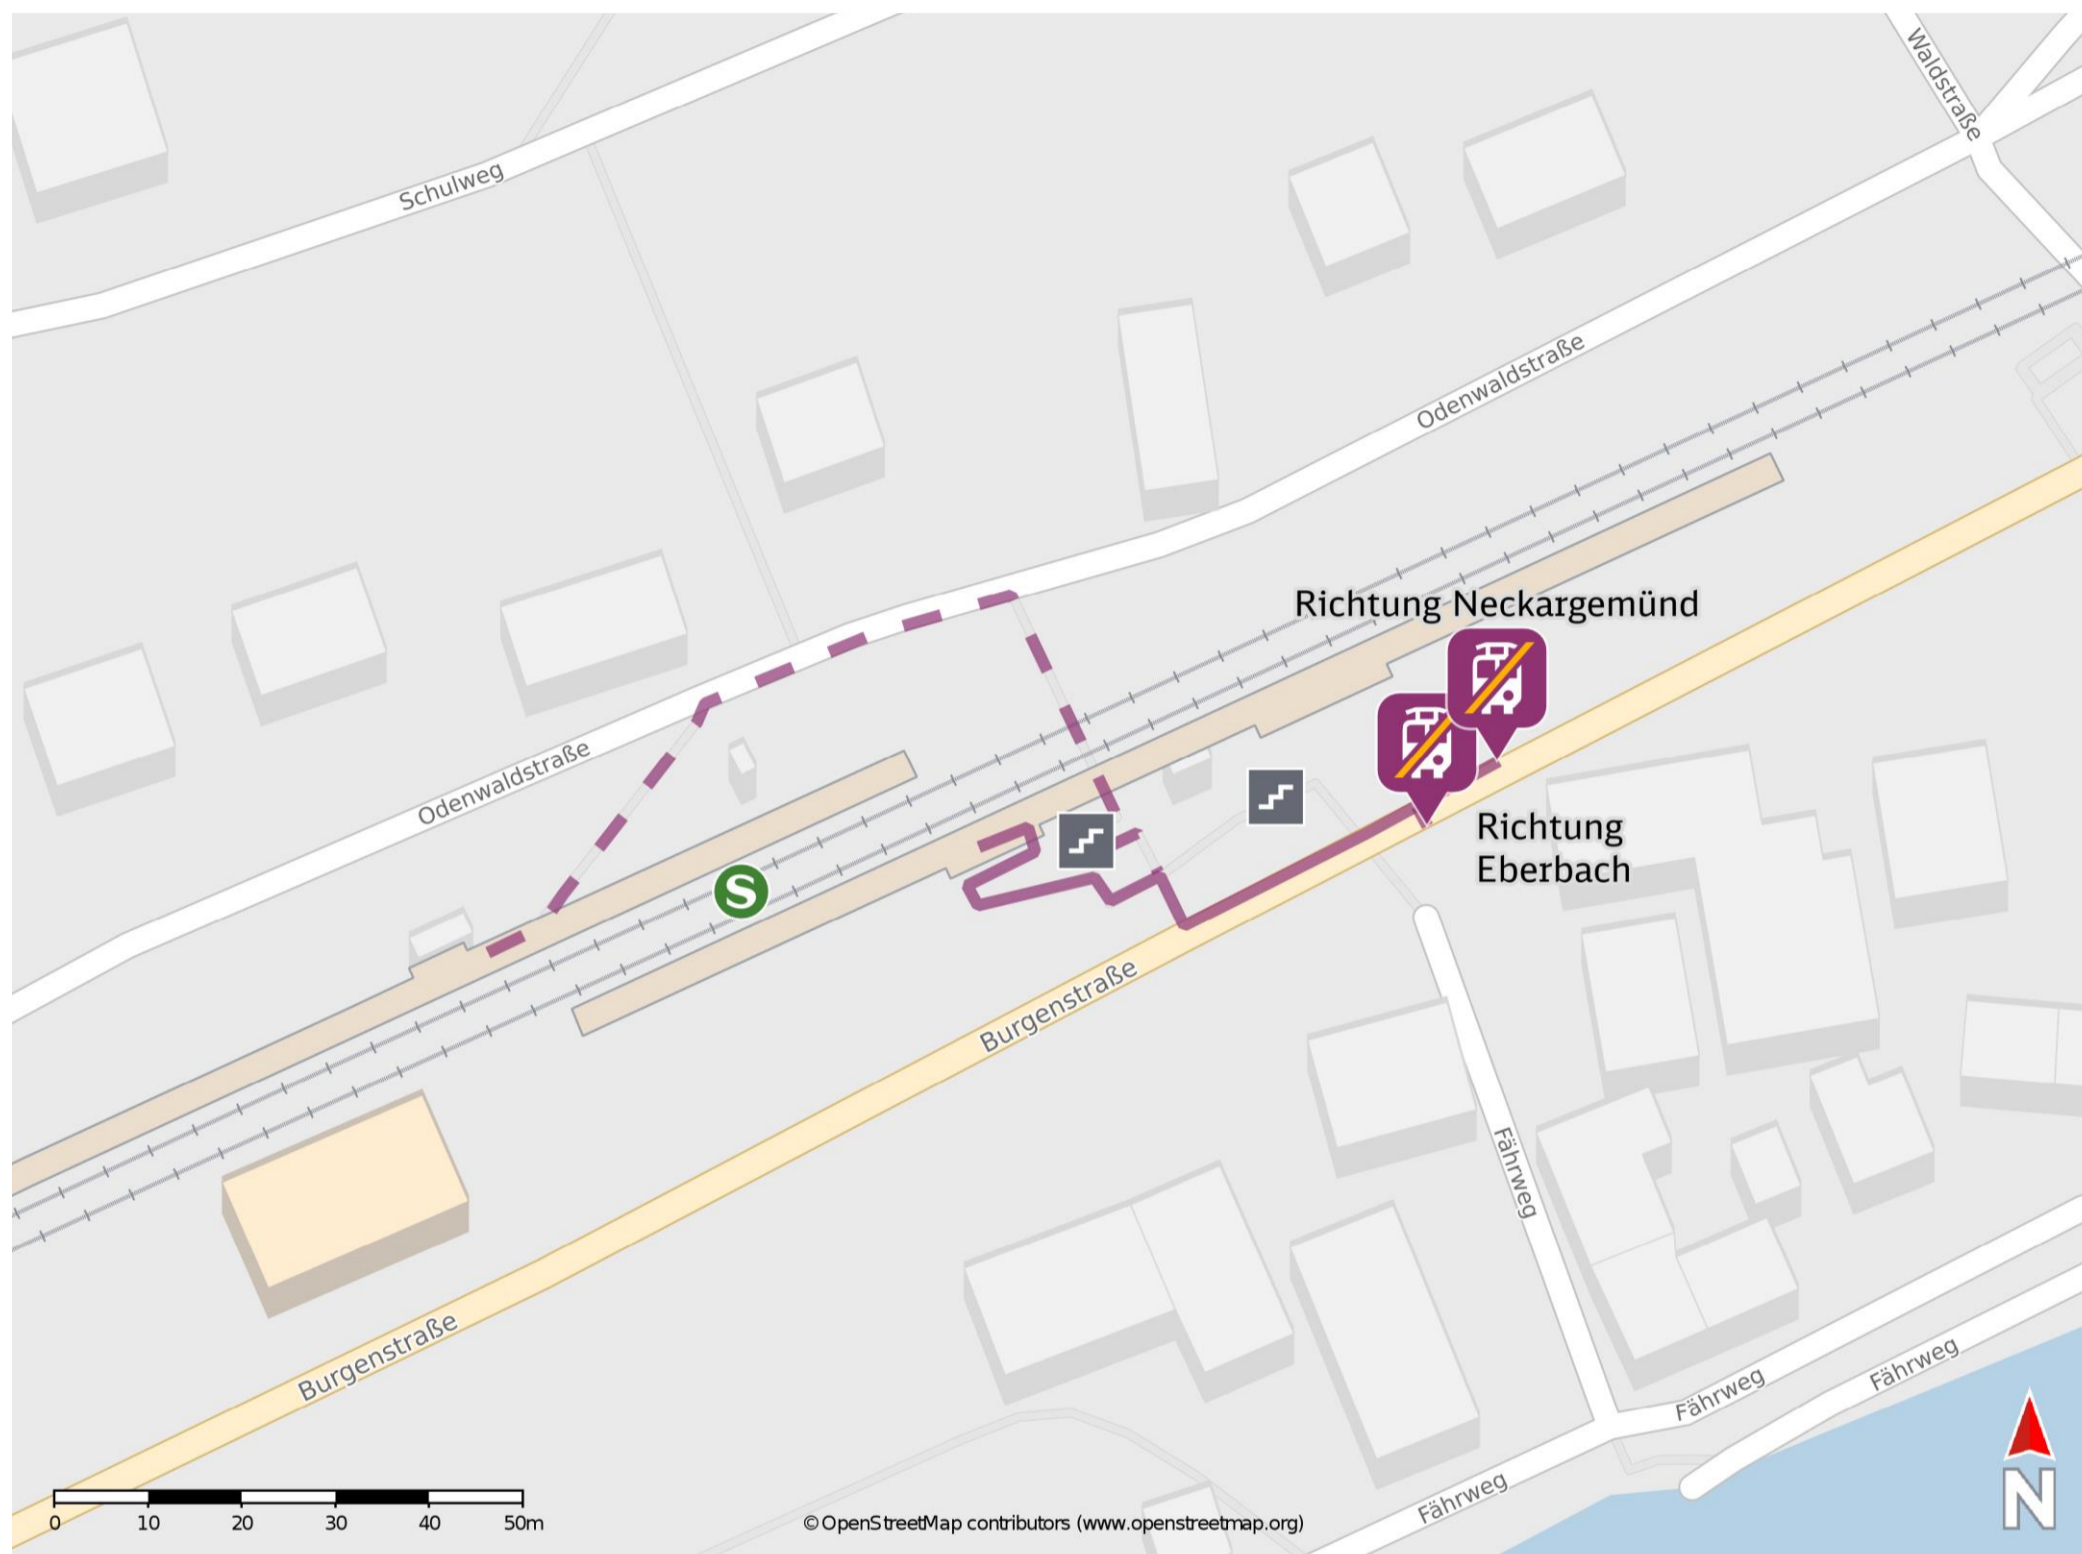 Waldstraße
Schulweg
Odenwaldstraße
Richtung Neckargemünd
Odenwaldstraße
Richtung
Eberbach
S
Burgenstraße
Fährweg
Burgenstraße
Fährweg
Fährweg
Fährweg
0 10 20 30 40 50m
© OpenStreetMap contributors (www.openstreetmap.org)
N